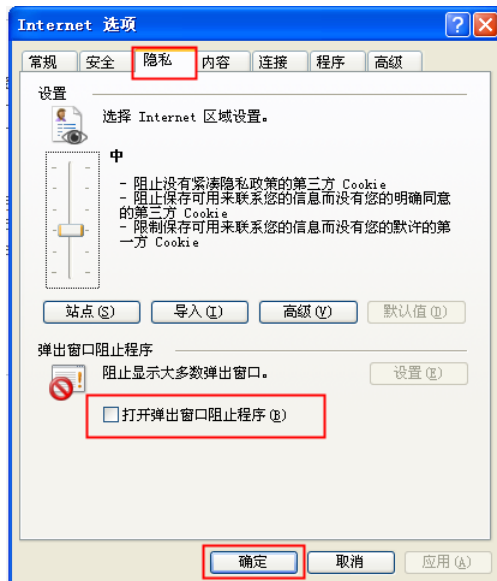 Internet 选项
常规 安全 隐私 内容 连接 程序 高级
设置
选择 Internet 区域设置。
中
- 阻止没有紧凑隐私政策的第三方 Cookie
- 阻止保存可用来联系您的信息而没有您的明确同意
的第三方 Cookie
- 限制保存可用来联系您的信息而没有您的默许的第
一方 Cookie
站点(S) 导入(I) 高级(V) 默认值(D)
弹出窗口阻止程序
阻止显示大多数弹出窗口。 设置(E)
打开弹出窗口阻止程序(B)
确定 取消 应用(A)